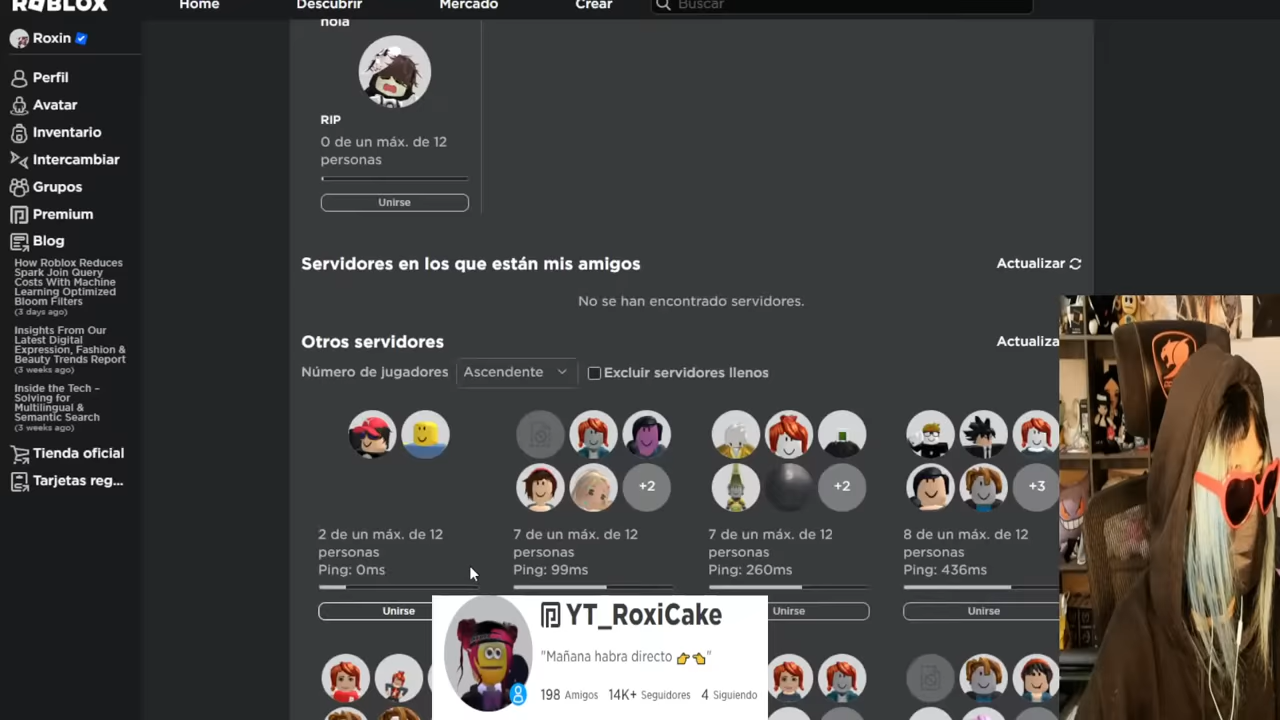 ROBLOX
Home
Descubrir
Mercado
Crear
Buscar
Roxin
Perfil
Avatar
Inventario
Intercambiar
Grupos
Premium
Blog
How Roblox Reduces
Spark Join Query
Costs With Machine
Learning Optimized
Bloom Filters
(3 days ago)
Insights From Our
Latest Digital
Expression, Fashion &
Beauty Trends Report
(3 weeks ago)
Inside the Tech –
Solving for
Multilingual &
Semantic Search
(3 weeks ago)
Tienda oficial
Tarjetas reg...
hola
RIP
0 de un máx. de 12
personas
Unirse
Servidores en los que están mis amigos
Actualizar
No se han encontrado servidores.
Otros servidores
Actualiza
Número de jugadores
Ascendente
Excluir servidores llenos
2 de un máx. de 12
personas
Ping: 0ms
Unirse
+2
7 de un máx. de 12
personas
Ping: 99ms
+2
7 de un máx. de 12
personas
Ping: 260ms
Unirse
+3
8 de un máx. de 12
personas
Ping: 436ms
Unirse
YT_RoxiCake
"Mañana habra directo 👉👈"
198 Amigos 14K+ Seguidores 4 Siguiendo